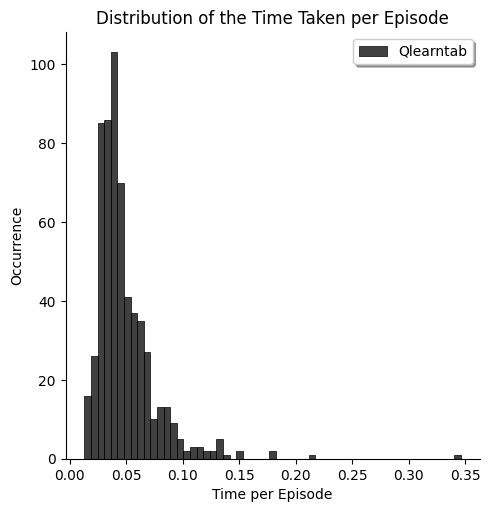 Distribution of the Time Taken per Episode
Qlearntab
Occurrence
100
80
60
40
20
0
0.00 0.05 0.10 0.15 0.20 0.25 0.30 0.35
Time per Episode